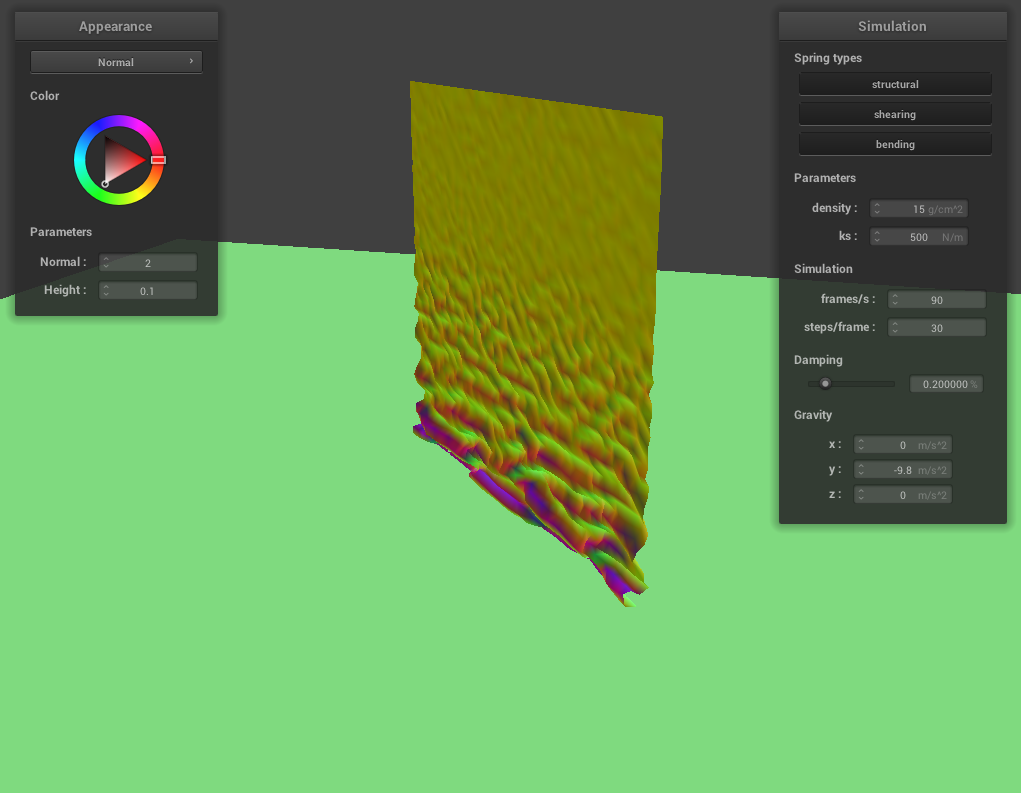 Appearance
Normal
Color
Parameters
Normal : 2
Height : 0.1
Simulation
Spring types
structural
shearing
bending
Parameters
density : 15 g/cm^2
ks : 500 N/m
Simulation
frames/s : 90
steps/frame : 30
Damping
0.200000 %
Gravity
x : 0 m/s^2
y : -9.8 m/s^2
z : 0 m/s^2